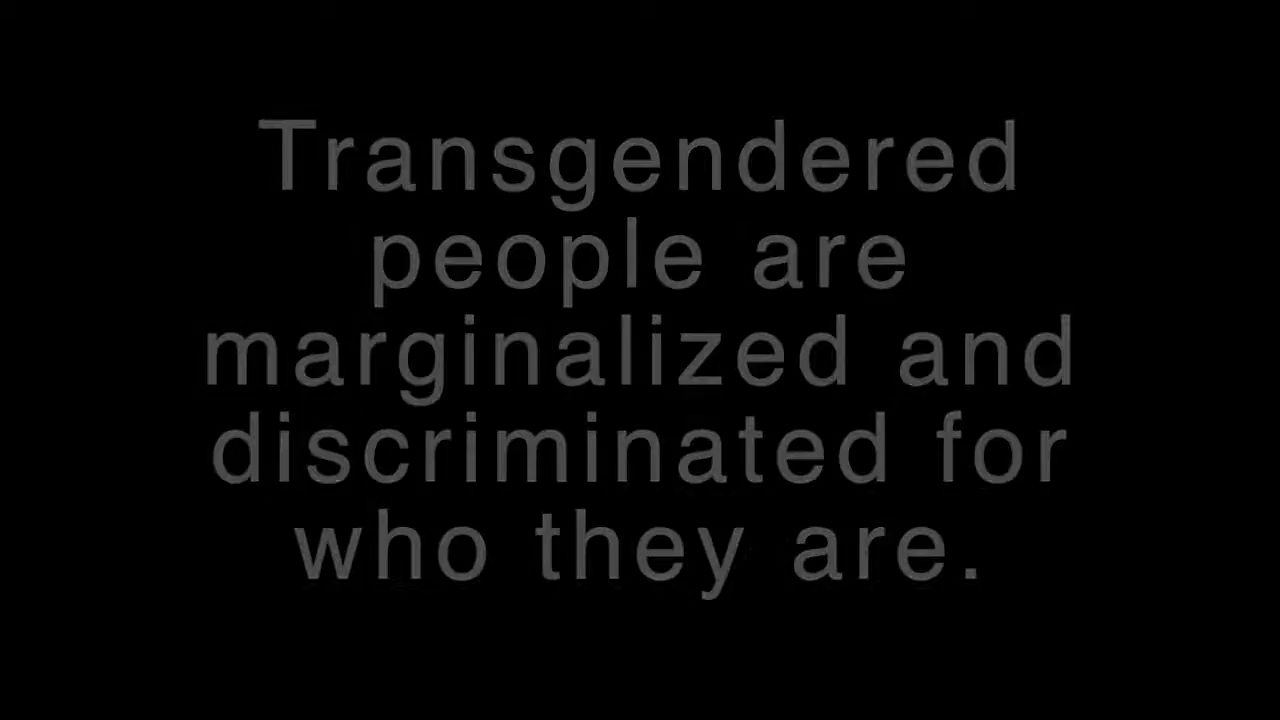 Transgendered
people are
marginalized and
discriminated for
who they are.